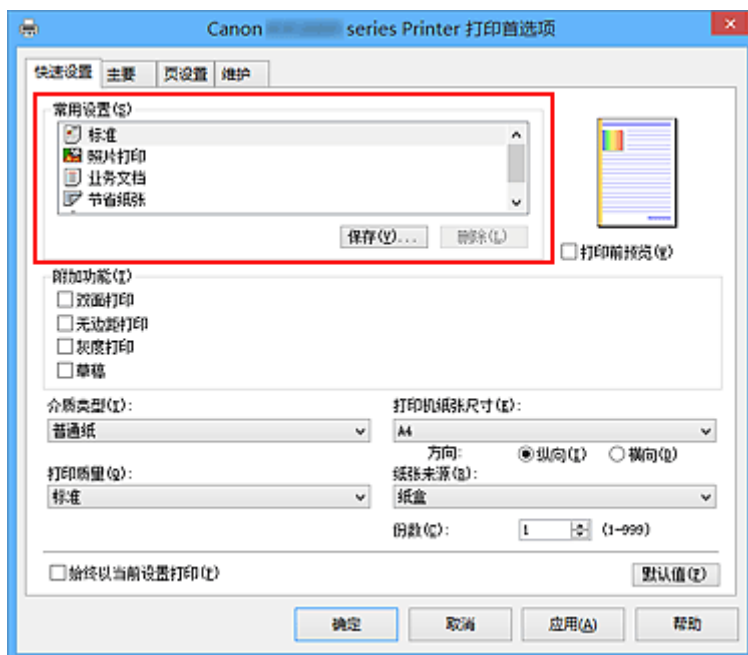 Canon series Printer 打印首选项
快速设置 主要 页设置 维护
常用设置(S)
标准
照片打印
业务文档
节省纸张
保存(V)... 删除(L)
打印前预览(W)
附加功能(I)
双面打印
无边距打印
灰度打印
草稿
介质类型(I): 打印机纸张尺寸(E):
普通纸 A4
方向: 纵向(I) 横向(Q)
打印质量(Q): 纸张来源(B):
标准 纸盒
份数(C): 1 (1-999)
始终以当前设置打印(L) 默认值(F)
确定 取消 应用(A) 帮助